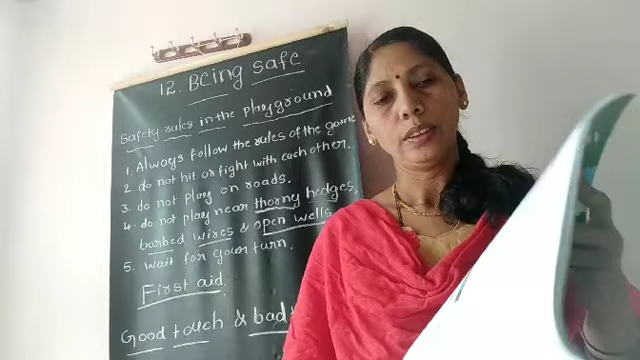 12. Being safe
Safety rules in the playground
1. Always follow the rules of the game
2. do not hit or fight with each other.
3. do not play on roads.
4. do not play near thorny hedges,
barbed wires & open wells
5. wait for your turn.
First aid.
Good touch & bad